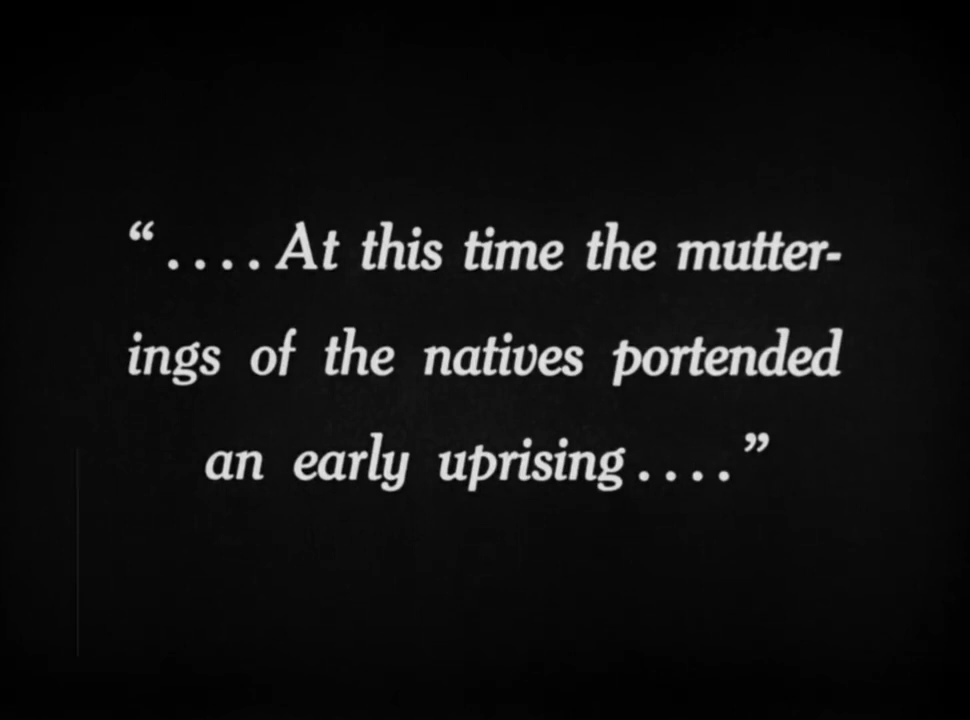 “ . . . . At this time the mutter-
ings of the natives portended
an early uprising . . . . ”